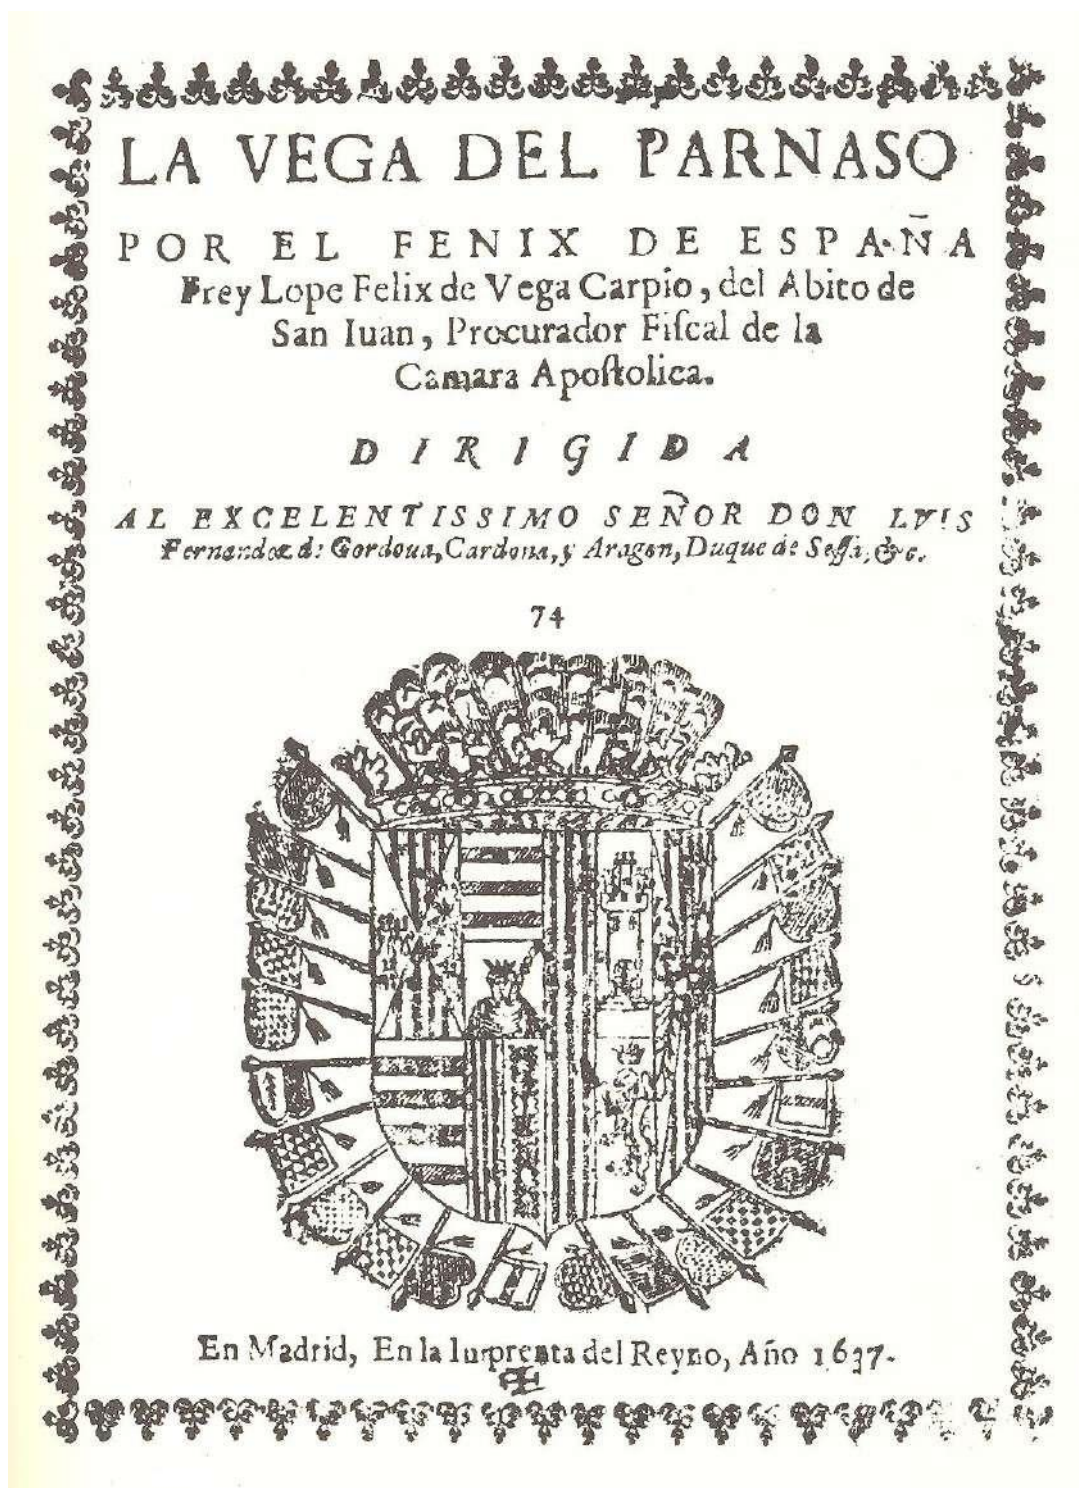 LA VEGA DEL PARNASO
POR EL FENIX DE ESPAÑA
Frey Lope Felix de Vega Carpio, del Abito de
San Iuan, Procurador Fiſcal de la
Camara Apoſtolica.
DIRIGIDA
AL EXCELENTISSIMO SEÑOR DON LVIS
Fernandez de Cordoua, Cardona, y Aragon, Duque de Seſſa, &c.
74
En Madrid, En la Imprenta del Reyno, Año 1637.